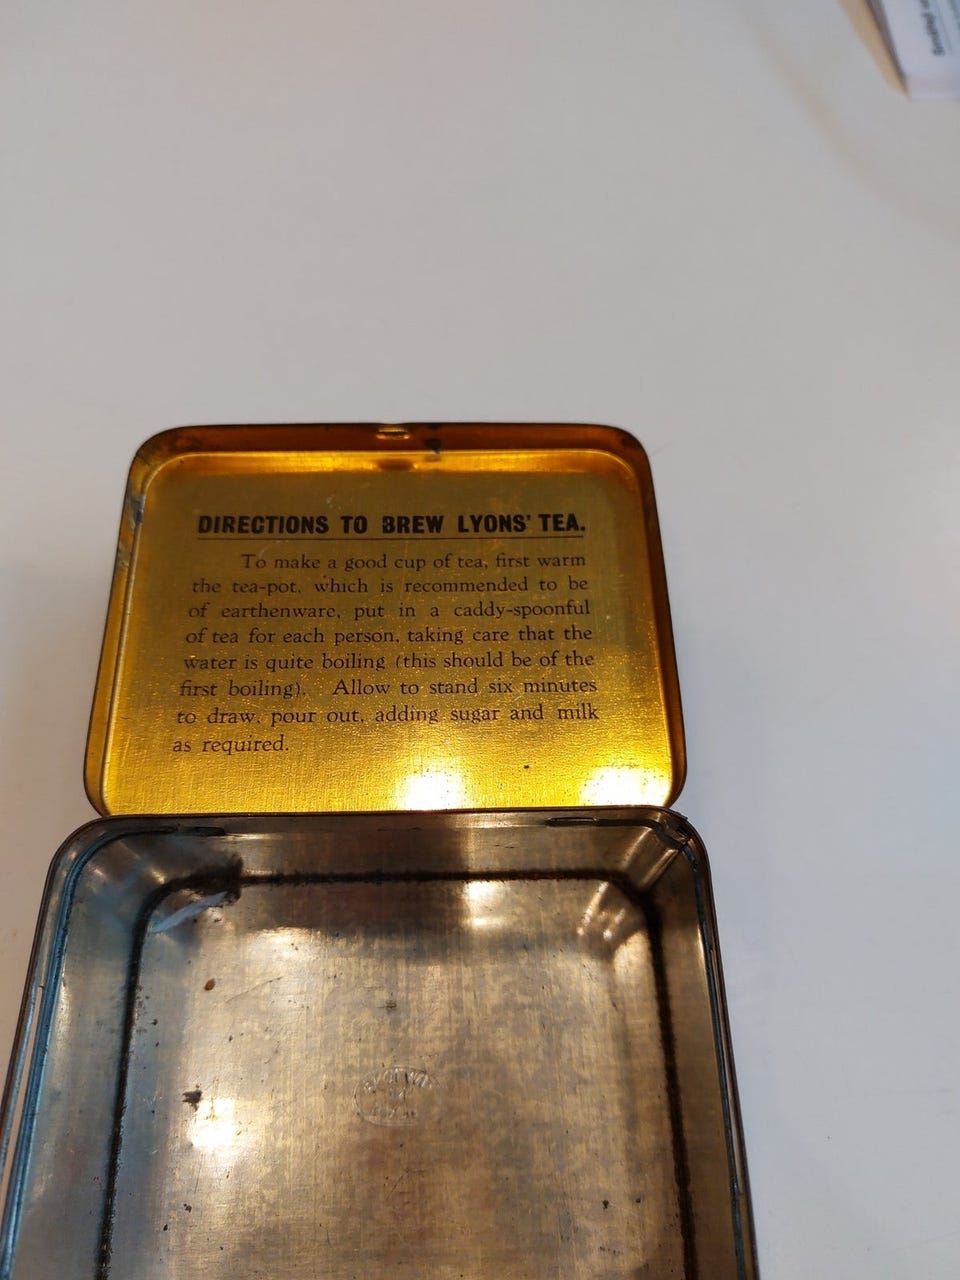 DIRECTIONS TO BREW LYONS' TEA.
To make a good cup of tea, first warm
the tea-pot, which is recommended to be
of earthenware, put in a caddy-spoonful
of tea for each person, taking care that the
water is quite boiling (this should be of the
first boiling). Allow to stand six minutes
to draw, pour out, adding sugar and milk
as required.